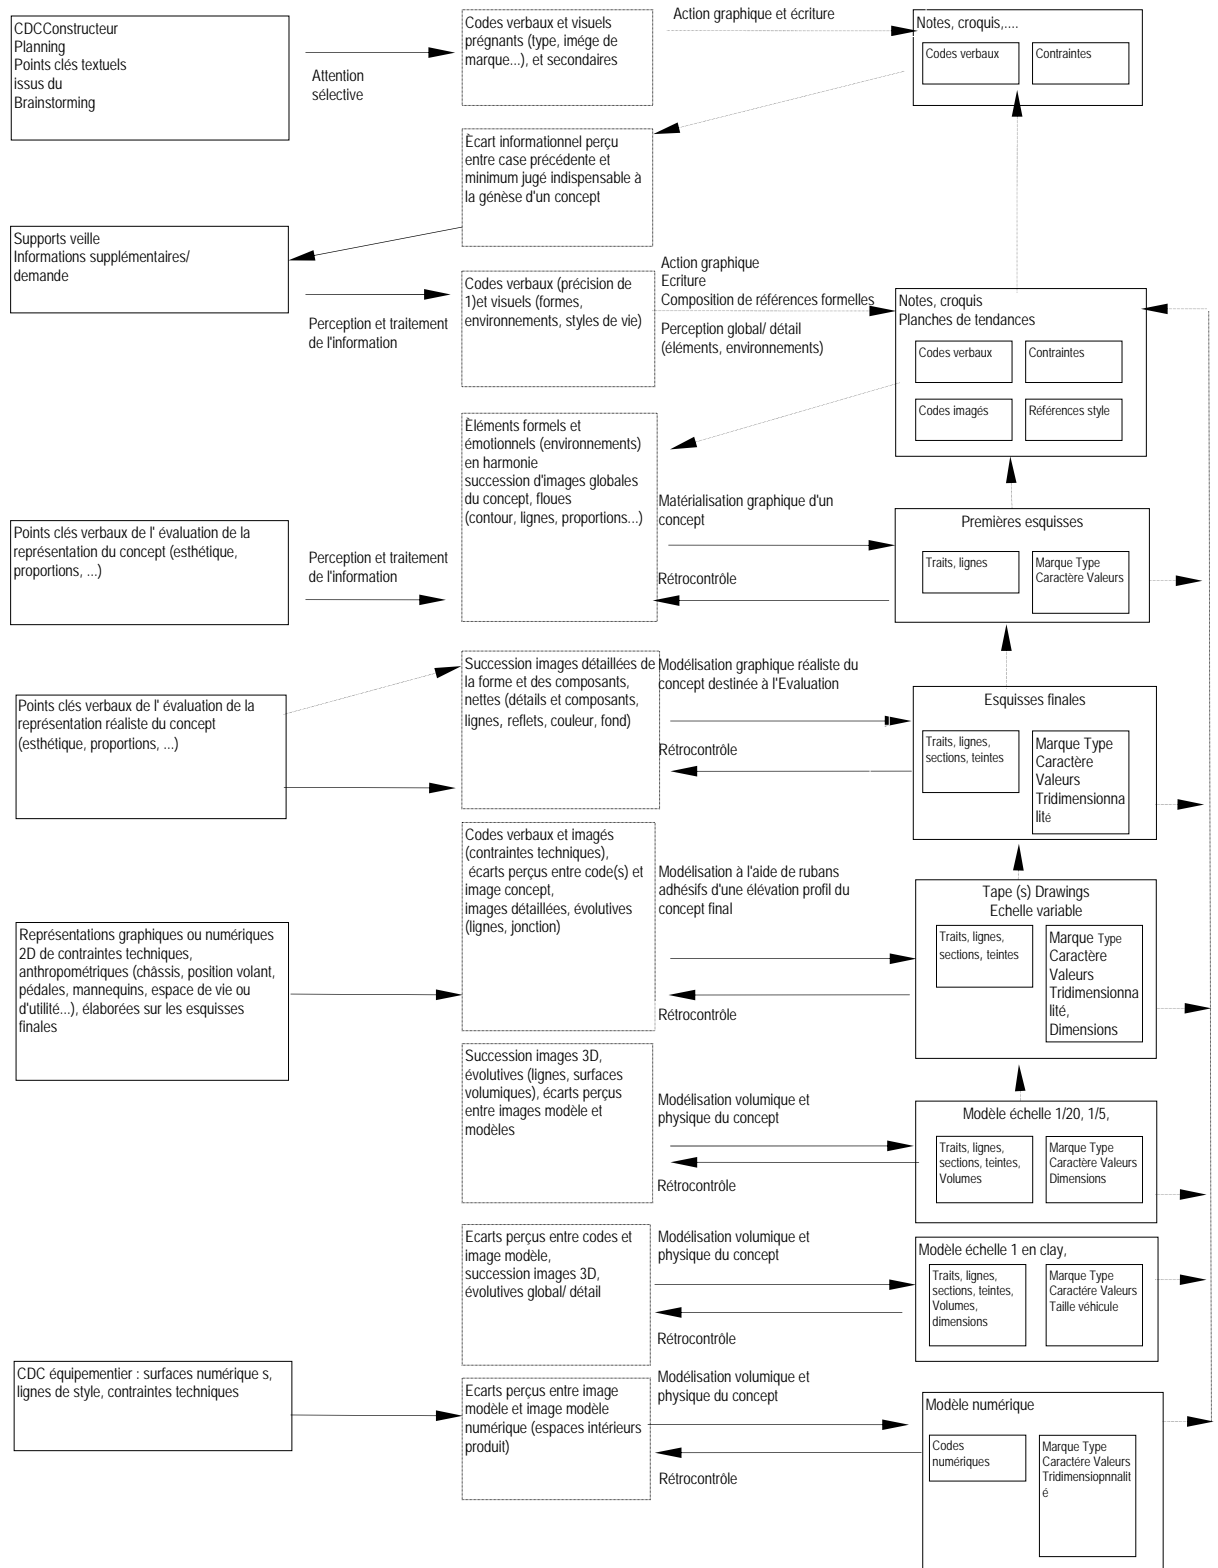 CDCConstructeur
Planning
Points clés textuels
issus du
Brainstorming
Attention
sélective
Codes verbaux et visuels
prégnants (type, imége de
marque...), et secondaires
Action graphique et écriture
Notes, croquis,....
Codes verbaux
Contraintes
Ècart informationnel perçu
entre case précédente et
minimum jugé indispensable à
la génèse d'un concept
Supports veille
Informations supplémentaires/
demande
Perception et traitement
de l'information
Codes verbaux (précision de
1)et visuels (formes,
environnements, styles de vie)
Action graphique
Ecriture
Composition de références formelles
Perception global/ détail
(éléments, environnements)
Notes, croquis
Planches de tendances
Codes verbaux
Contraintes
Codes imagés
Références style
Èléments formels et
émotionnels (environnements)
en harmonie
succession d'images globales
du concept, floues
(contour, lignes, proportions...)
Points clés verbaux de l' évaluation de la
représentation du concept (esthétique,
proportions, ...)
Perception et traitement
de l'information
Matérialisation graphique d'un
concept
Rétrocontrôle
Premières esquisses
Traits, lignes
Marque Type
Caractère Valeurs
Points clés verbaux de l' évaluation de la
représentation réaliste du concept
(esthétique, proportions, ...)
Succession images détaillées de
la forme et des composants,
nettes (détails et composants,
lignes, reflets, couleur, fond)
Modélisation graphique réaliste du
concept destinée à l'Evaluation
Rétrocontrôle
Esquisses finales
Traits, lignes,
sections, teintes
Marque Type
Caractère
Valeurs
Tridimensionna
lité
Codes verbaux et imagés
(contraintes techniques),
écarts perçus entre code(s) et
image concept,
images détaillées, évolutives
(lignes, jonction)
Modélisation à l'aide de rubans
adhésifs d'une élévation profil du
concept final
Rétrocontrôle
Tape (s) Drawings
Echelle variable
Traits, lignes,
sections, teintes
Marque Type
Caractère
Valeurs
Tridimensionna
lité,
Dimensions
Représentations graphiques ou numériques
2D de contraintes techniques,
anthropométriques (châssis, position volant,
pédales, mannequins, espace de vie ou
d'utilité...), élaborées sur les esquisses
finales
Succession images 3D,
évolutives (lignes, surfaces
volumiques), écarts perçus
entre images modèle et
modèles
Modélisation volumique et
physique du concept
Rétrocontrôle
Modèle échelle 1/20, 1/5,
Traits, lignes,
sections, teintes,
Volumes
Marque Type
Caractère Valeurs
Dimensions
Ecarts perçus entre codes et
image modèle,
succession images 3D,
évolutives global/ détail
Modélisation volumique et
physique du concept
Rétrocontrôle
Modèle échelle 1 en clay,
Traits, lignes,
sections, teintes,
Volumes,
dimensions
Marque Type
Caractére Valeurs
Taille véhicule
CDC équipementier : surfaces numérique s,
lignes de style, contraintes techniques
Ecarts perçus entre image
modèle et image modèle
numérique (espaces intérieurs
produit)
Modélisation volumique et
physique du concept
Rétrocontrôle
Modèle numérique
Codes
numériques
Marque Type
Caractére Valeurs
Tridimensiopnnalit
é